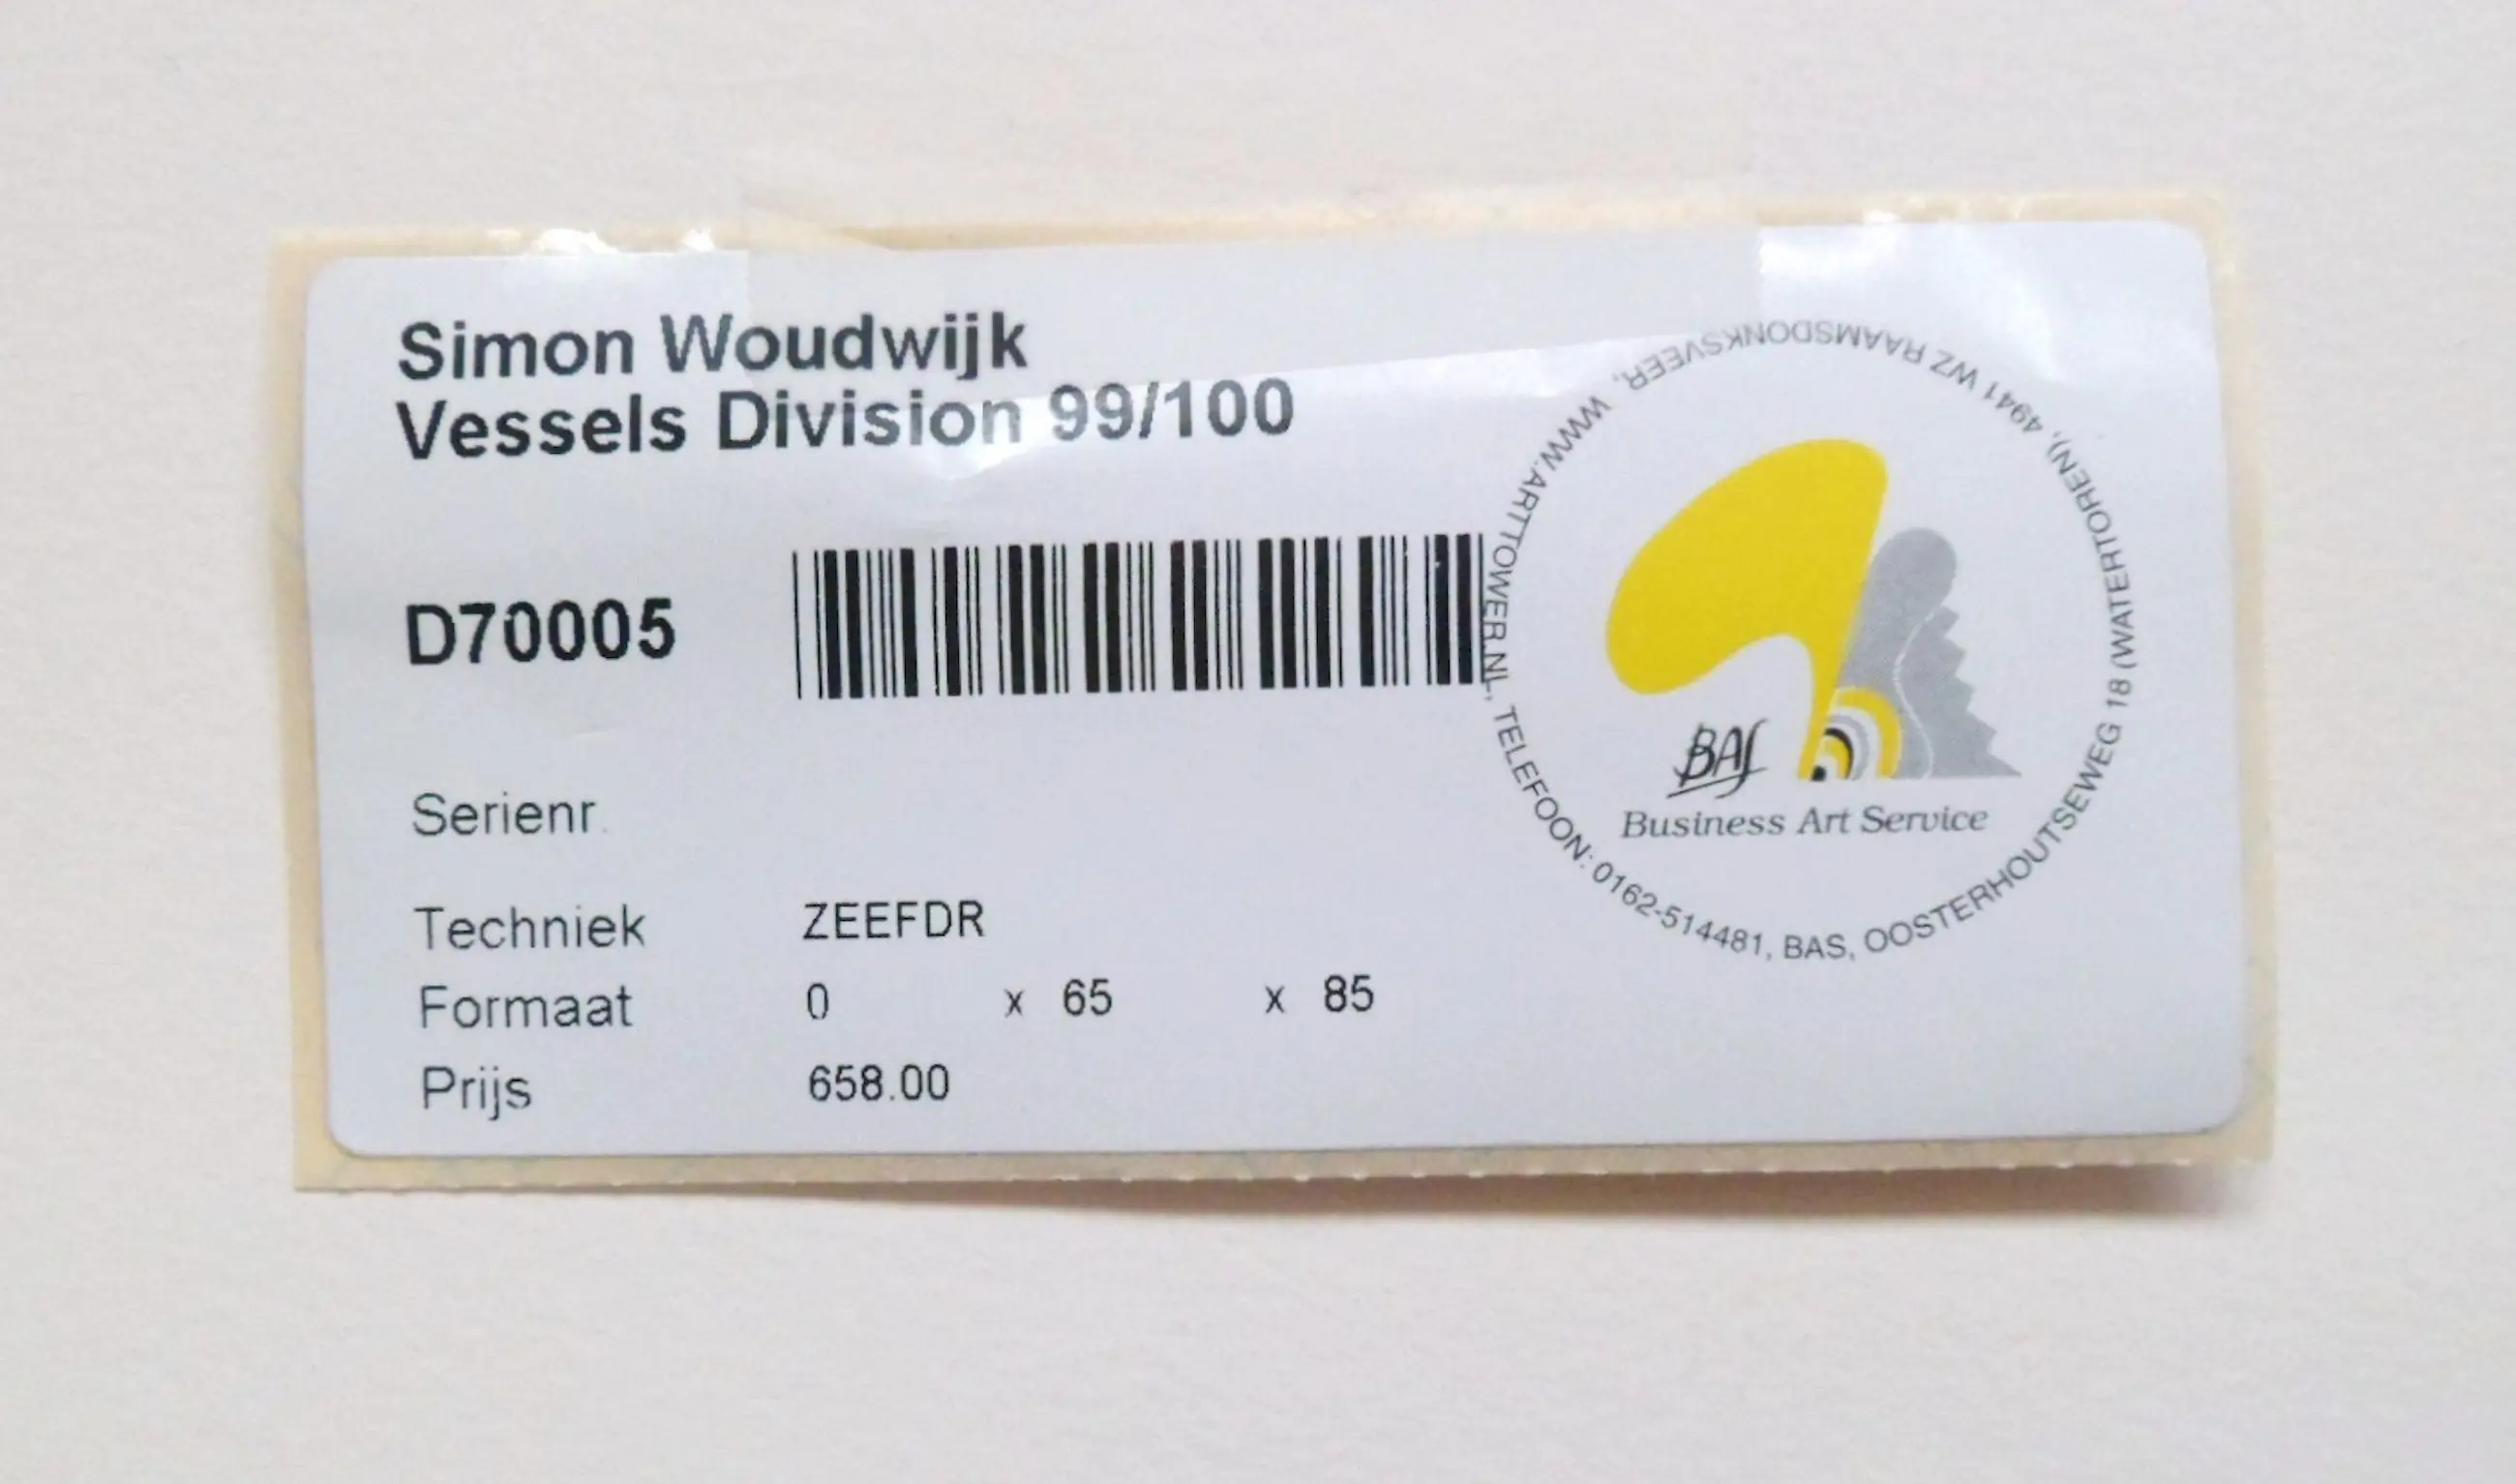 Simon Woudwijk
Vessels Division 99/100
D70005
Serienr.
Techniek ZEEFDR
Formaat 0 x 65 x 85
Prijs 658.00
BAS
Business Art Service
WWW.ARTTOWER.NL, TELEFOON: 0162-514481, BAS, OOSTERHOUTSEWEG 18 (WATERTOREN), 4941 WZ RAAMSDONKSVEER,